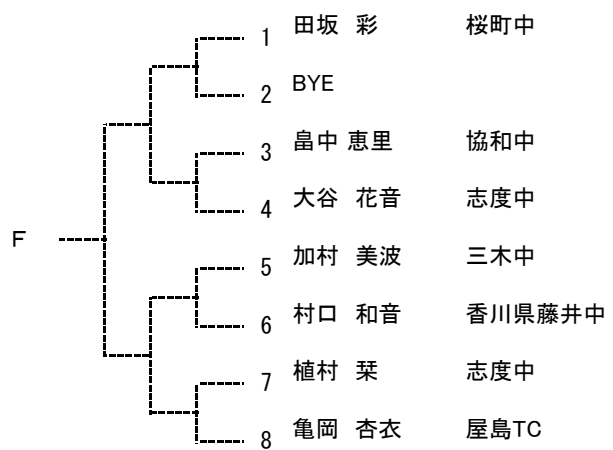 1 田坂 彩 桜町中
2 BYE
3 畠中 恵里 協和中
4 大谷 花音 志度中
F
5 加村 美波 三木中
6 村口 和音 香川県藤井中
7 植村 栞 志度中
8 亀岡 杏衣 屋島TC